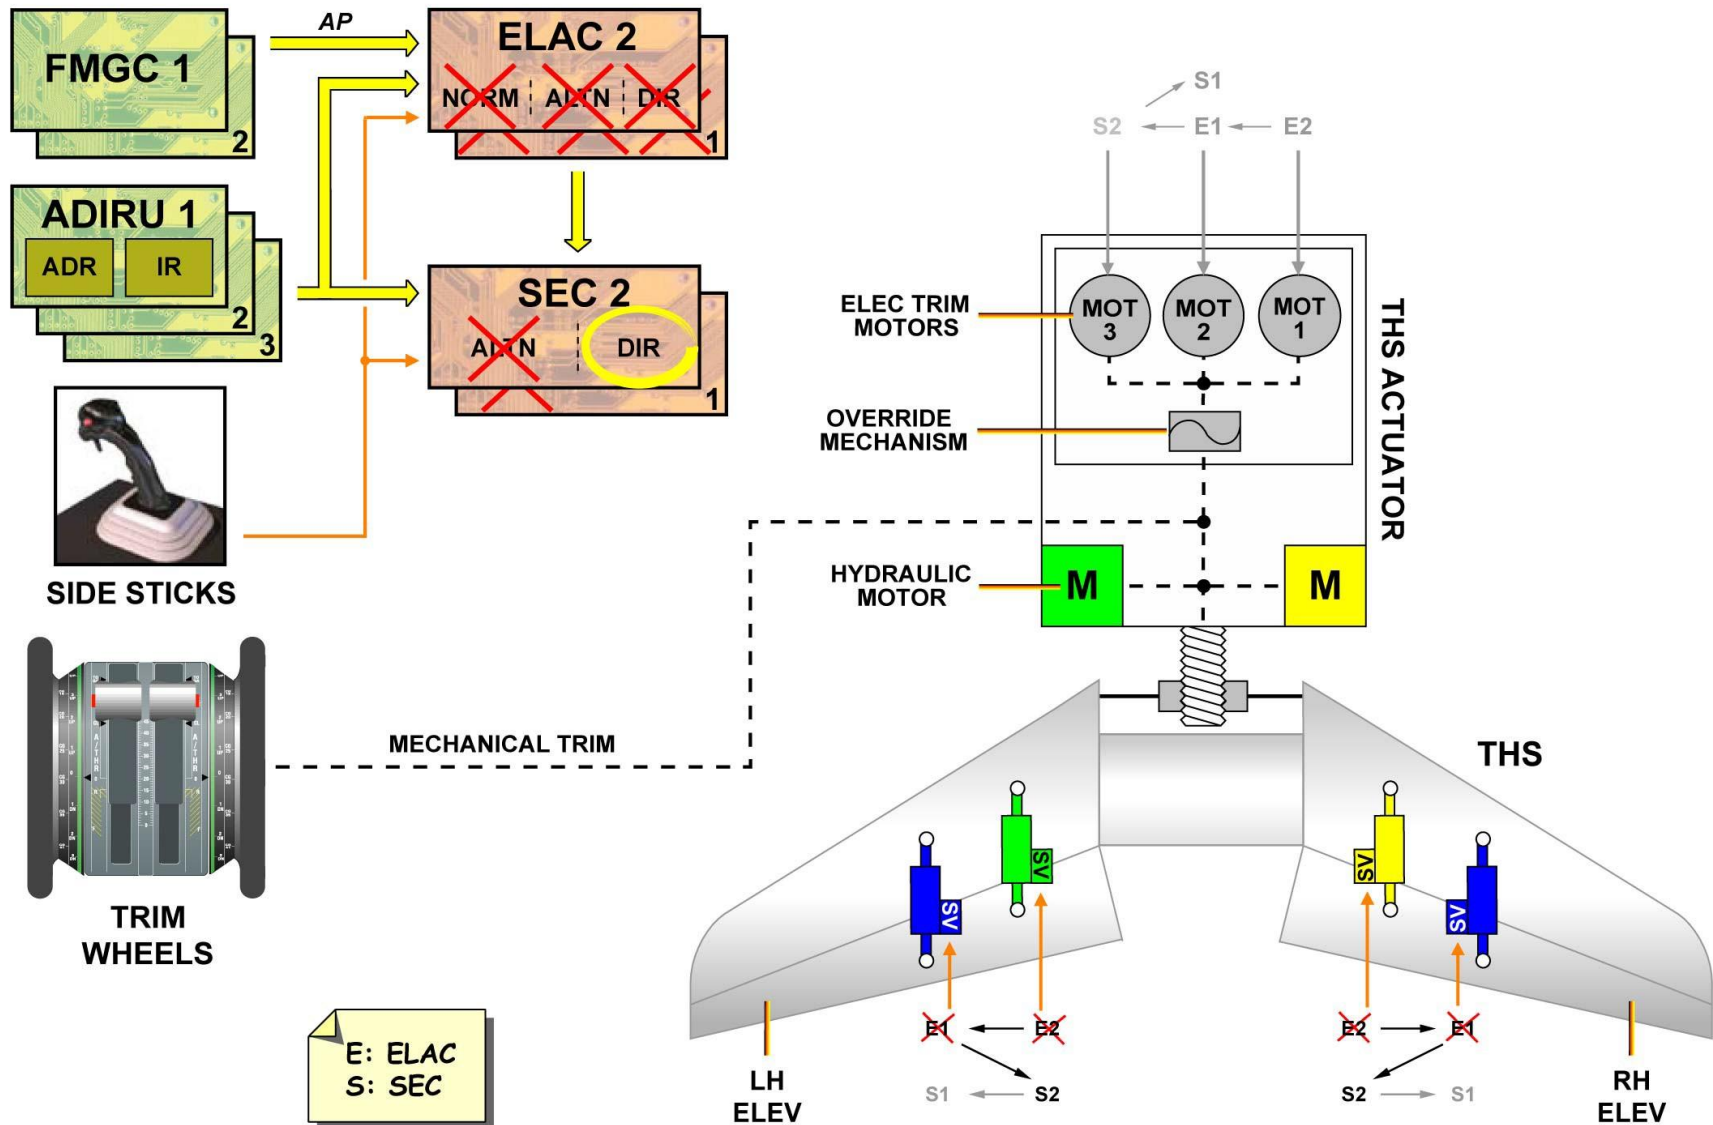 AP
FMGC 1
2
ELAC 2
NORM ALTN DIR
1
ADIRU 1
ADR IR
2
3
SEC 2
ALTN DIR
1
SIDE STICKS
TRIM
WHEELS
MECHANICAL TRIM
E: ELAC
S: SEC
S1
S2 E1 E2
ELEC TRIM
MOTORS
MOT
3
MOT
2
MOT
1
OVERRIDE
MECHANISM
THS ACTUATOR
HYDRAULIC
MOTOR
M
M
THS
SV
SV
SV
SV
E1 E2
S1 S2
E2 E1
S2 S1
LH
ELEV
RH
ELEV